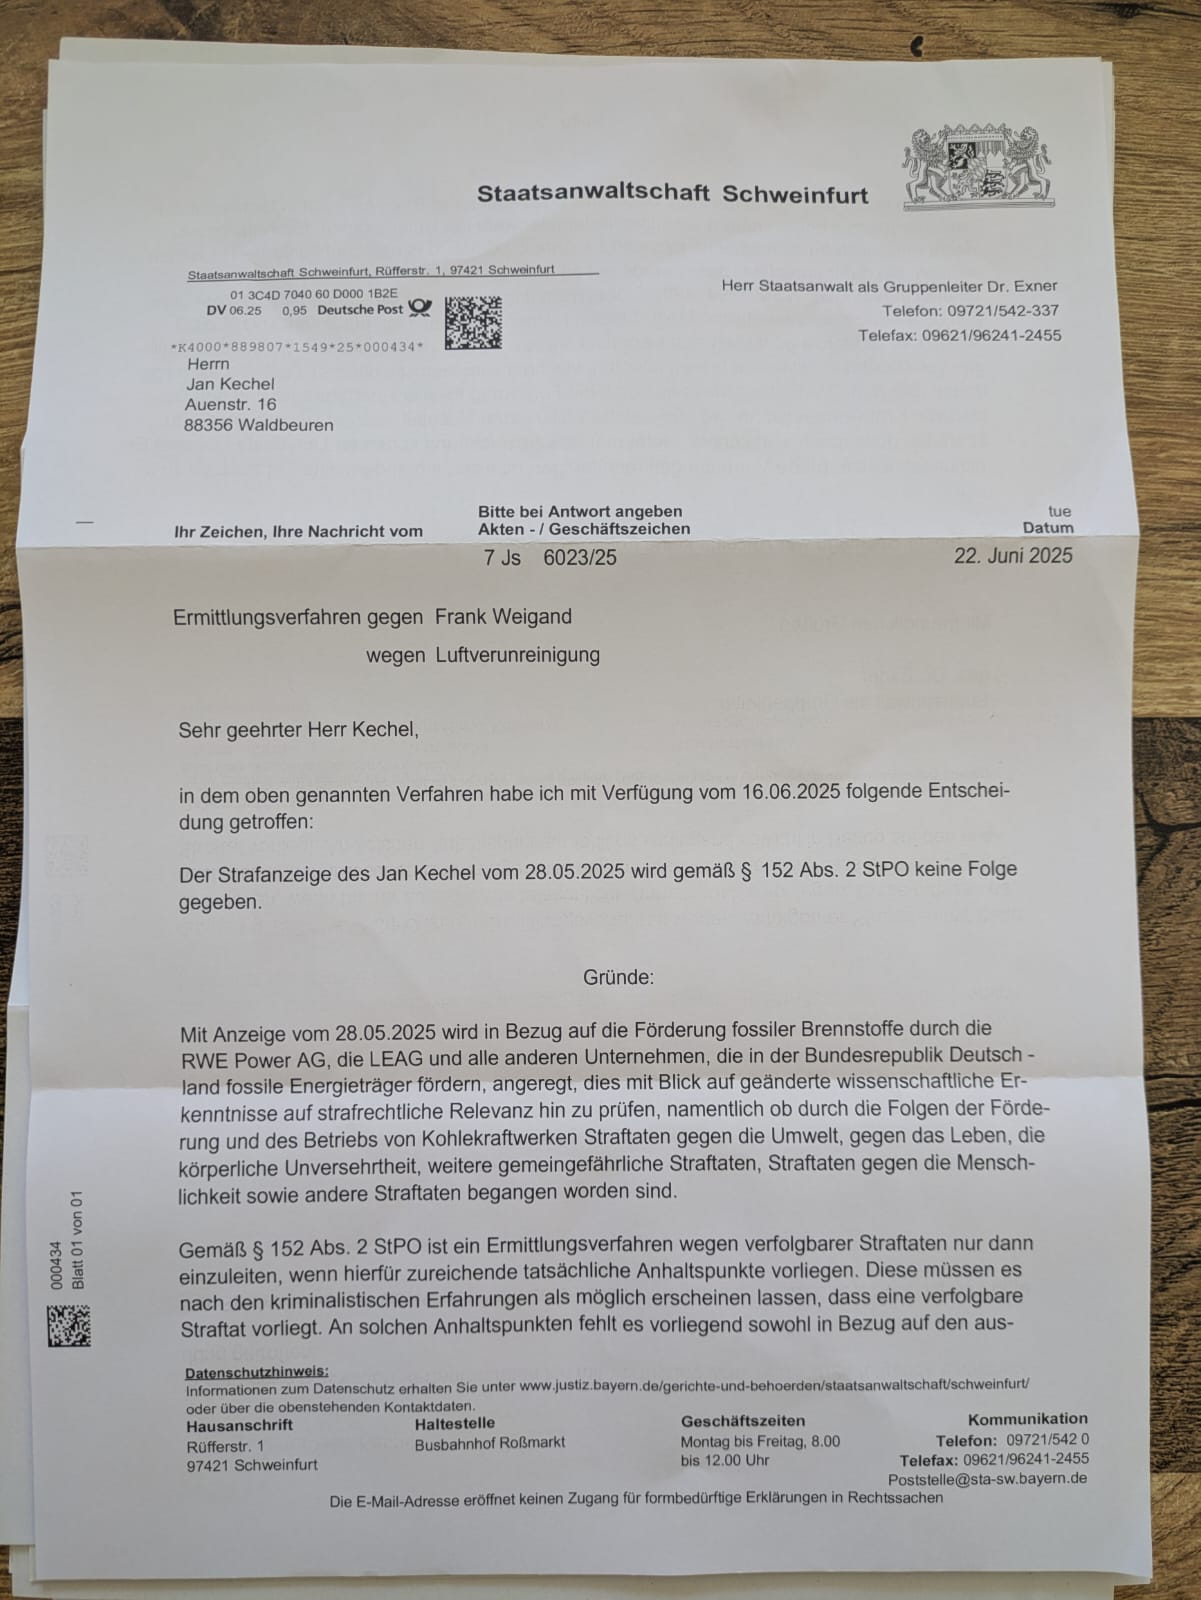 Staatsanwaltschaft Schweinfurt
Staatsanwaltschaft Schweinfurt, Rüfferstr. 1, 97421 Schweinfurt
01 3C4D 7040 60 D000 1B2E
DV 06.25 0,95 Deutsche Post
*K4000*889807*1549*25*000434*
Herrn
Jan Kechel
Auenstr. 16
88356 Waldbeuren
Herr Staatsanwalt als Gruppenleiter Dr. Exner
Telefon: 09721/542-337
Telefax: 09621/96241-2455
Ihr Zeichen, Ihre Nachricht vom
Bitte bei Antwort angeben
Akten - / Geschäftszeichen
7 Js 6023/25
tue
Datum
22. Juni 2025
Ermittlungsverfahren gegen Frank Weigand
wegen Luftverunreinigung
Sehr geehrter Herr Kechel,
in dem oben genannten Verfahren habe ich mit Verfügung vom 16.06.2025 folgende Entschei-
dung getroffen:
Der Strafanzeige des Jan Kechel vom 28.05.2025 wird gemäß § 152 Abs. 2 StPO keine Folge
gegeben.
Gründe:
Mit Anzeige vom 28.05.2025 wird in Bezug auf die Förderung fossiler Brennstoffe durch die
RWE Power AG, die LEAG und alle anderen Unternehmen, die in der Bundesrepublik Deutsch -
land fossile Energieträger fördern, angeregt, dies mit Blick auf geänderte wissenschaftliche Er-
kenntnisse auf strafrechtliche Relevanz hin zu prüfen, namentlich ob durch die Folgen der Förde-
rung und des Betriebs von Kohlekraftwerken Straftaten gegen die Umwelt, gegen das Leben, die
körperliche Unversehrtheit, weitere gemeingefährliche Straftaten, Straftaten gegen die Mensch-
lichkeit sowie andere Straftaten begangen worden sind.
Gemäß § 152 Abs. 2 StPO ist ein Ermittlungsverfahren wegen verfolgbarer Straftaten nur dann
einzuleiten, wenn hierfür zureichende tatsächliche Anhaltspunkte vorliegen. Diese müssen es
nach den kriminalistischen Erfahrungen als möglich erscheinen lassen, dass eine verfolgbare
Straftat vorliegt. An solchen Anhaltspunkten fehlt es vorliegend sowohl in Bezug auf den aus-
000434
Blatt 01 von 01
Datenschutzhinweis:
Informationen zum Datenschutz erhalten Sie unter www.justiz.bayern.de/gerichte-und-behoerden/staatsanwaltschaft/schweinfurt/
oder über die obenstehenden Kontaktdaten.
Hausanschrift
Rüfferstr. 1
97421 Schweinfurt
Haltestelle
Busbahnhof Roßmarkt
Geschäftszeiten
Montag bis Freitag, 8.00
bis 12.00 Uhr
Kommunikation
Telefon: 09721/542 0
Telefax: 09621/96241-2455
Poststelle@sta-sw.bayern.de
Die E-Mail-Adresse eröffnet keinen Zugang für formbedürftige Erklärungen in Rechtssachen